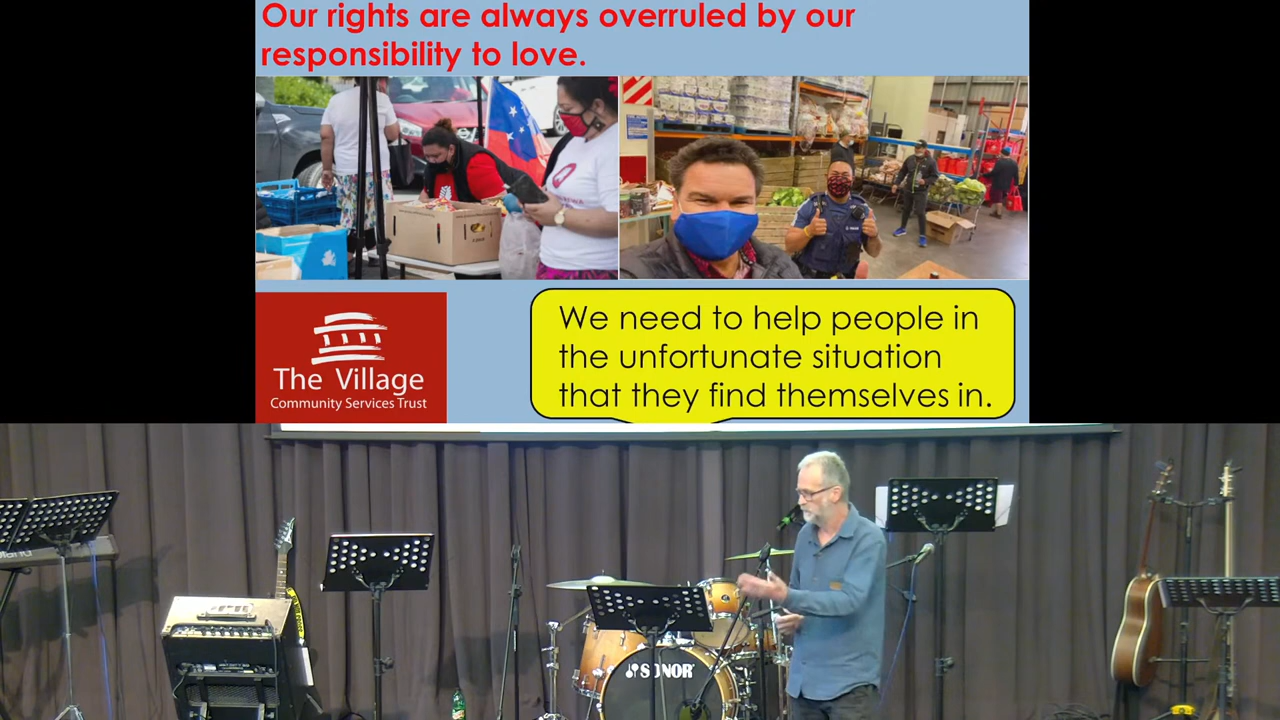 Our rights are always overruled by our
responsibility to love.
The Village
Community Services Trust
We need to help people in
the unfortunate situation
that they find themselves in.
SONOR